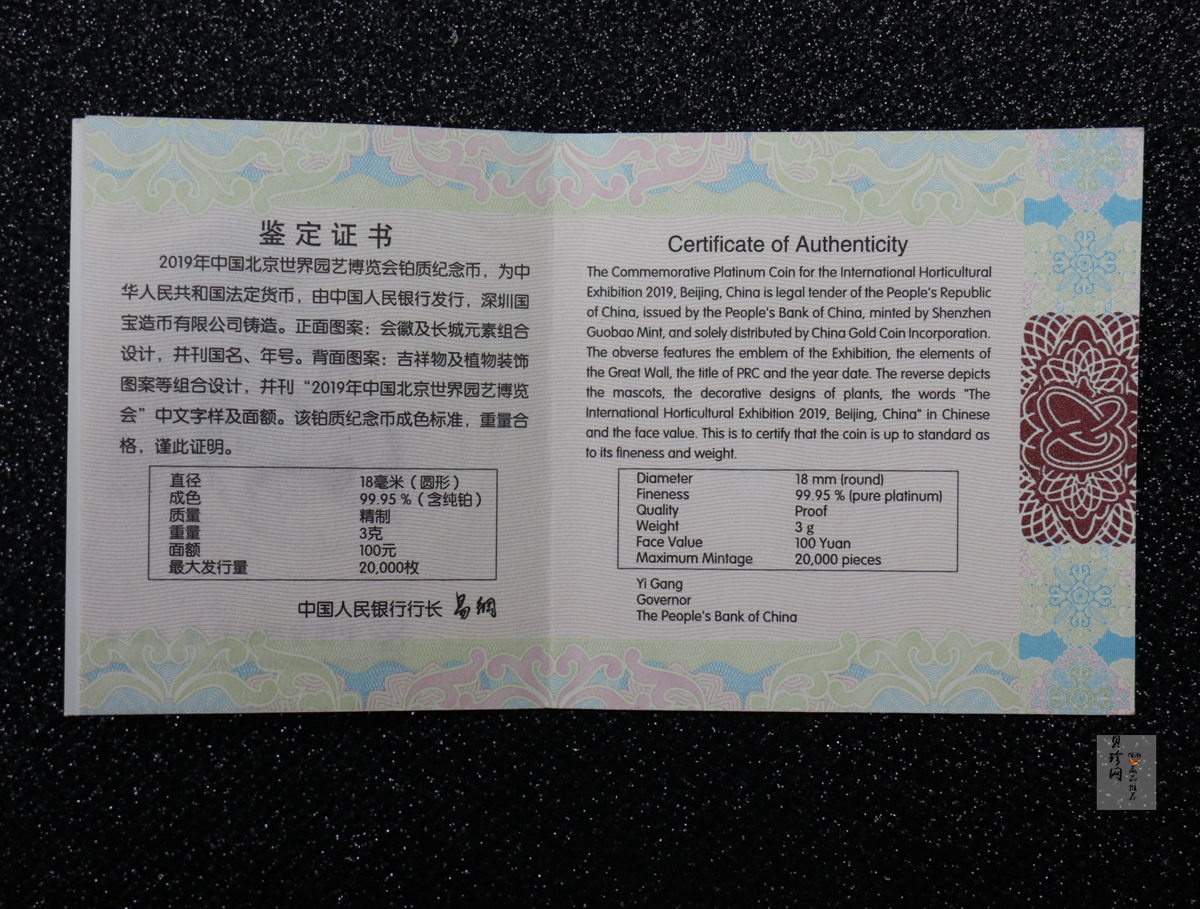 鉴定证书
2019年中国北京世界园艺博览会铂质纪念币，为中
华人民共和国法定货币，由中国人民银行发行，深圳国
宝造币有限公司铸造。正面图案：会徽及长城元素组合
设计，并刊国名、年号。背面图案：吉祥物及植物装饰
图案等组合设计，并刊“2019年中国北京世界园艺博览
会”中文字样及面额。该铂质纪念币成色标准，重量合
格，谨此证明。
直径 18毫米（圆形）
成色 99.95％（含纯铂）
质量 精制
重量 3克
面额 100元
最大发行量 20,000枚
中国人民银行行长 易纲
Certificate of Authenticity
The Commemorative Platinum Coin for the International Horticultural
Exhibition 2019, Beijing, China is legal tender of the People's Republic
of China, issued by the People's Bank of China, minted by Shenzhen
Guobao Mint, and solely distributed by China Gold Coin Incorporation.
The obverse features the emblem of the Exhibition, the elements of
the Great Wall, the title of PRC and the year date. The reverse depicts
the mascots, the decorative designs of plants, the words "The
International Horticultural Exhibition 2019, Beijing, China" in Chinese
and the face value. This is to certify that the coin is up to standard as
to its fineness and weight.
Diameter 18 mm (round)
Fineness 99.95 % (pure platinum)
Quality Proof
Weight 3 g
Face Value 100 Yuan
Maximum Mintage 20,000 pieces
Yi Gang
Governor
The People's Bank of China
贝珍网